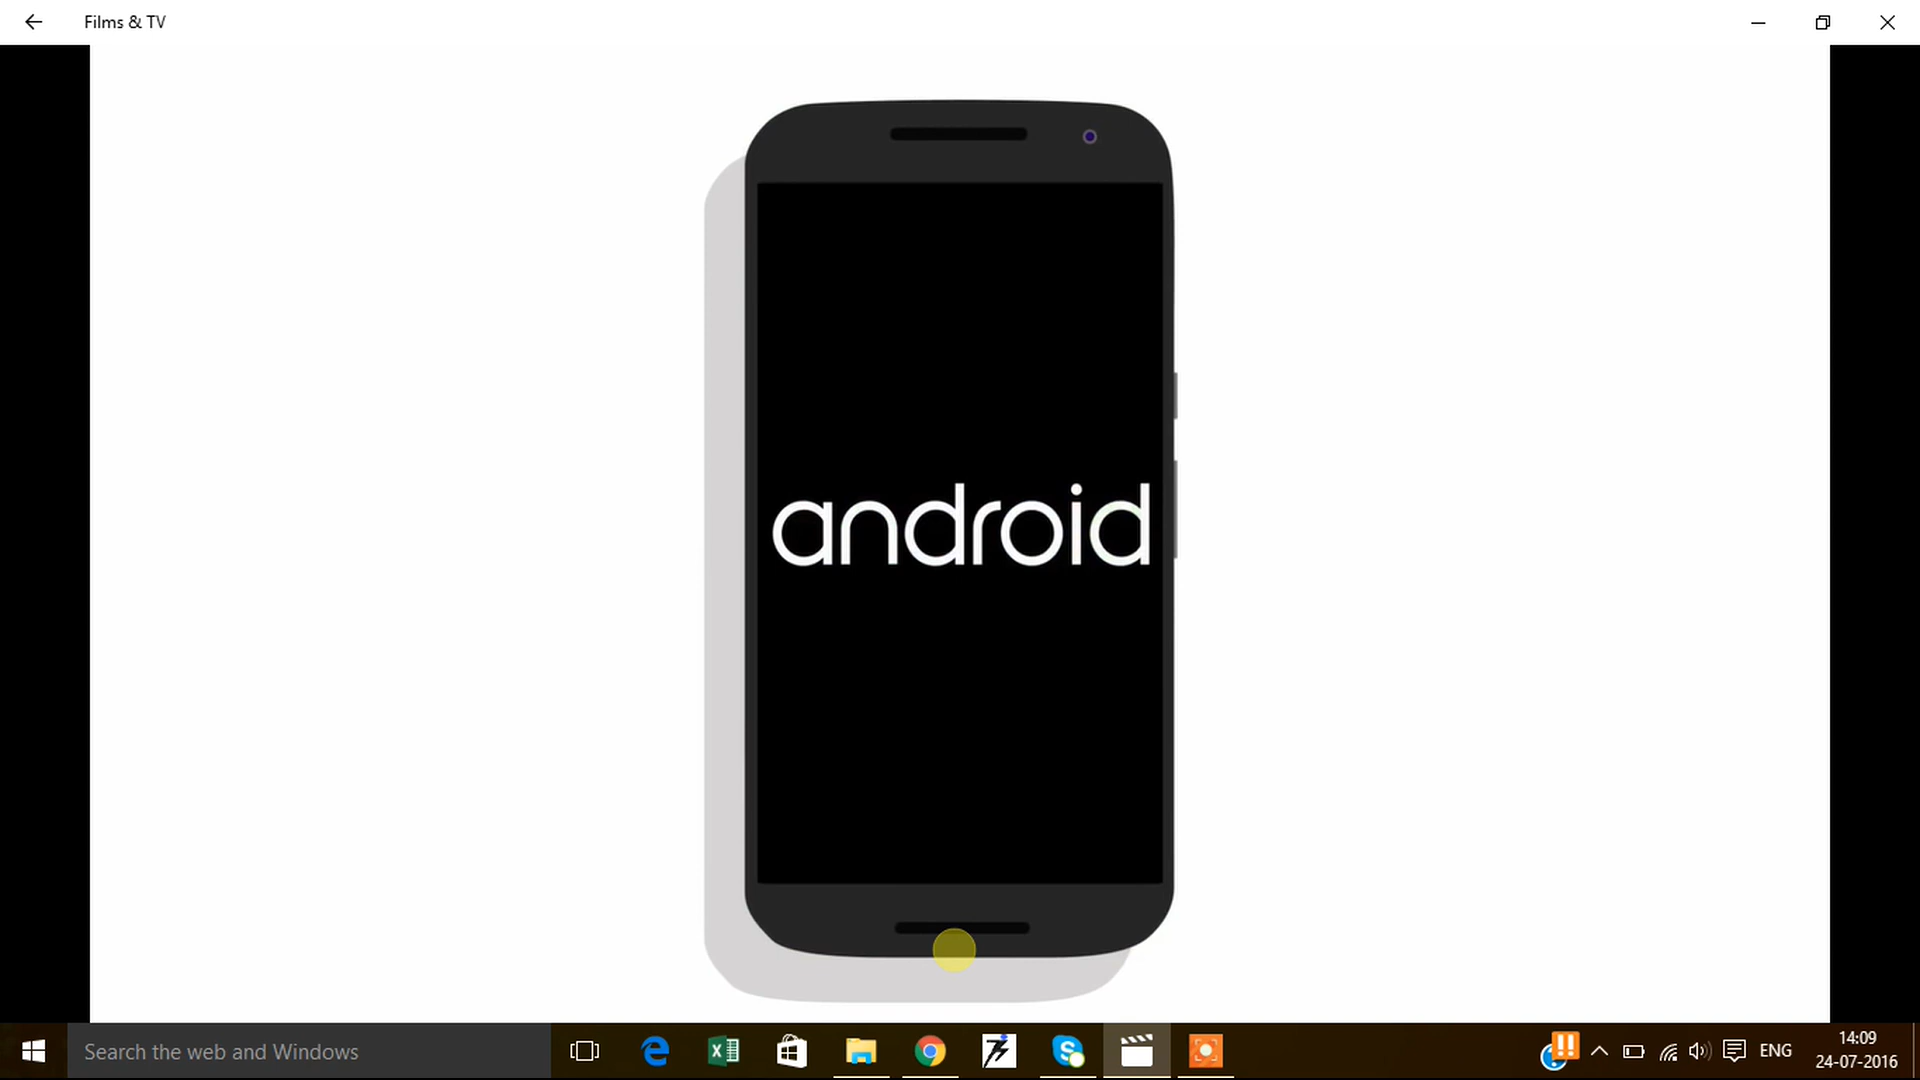 Films & TV
android
Search the web and Windows
ENG
14:09
24-07-2016